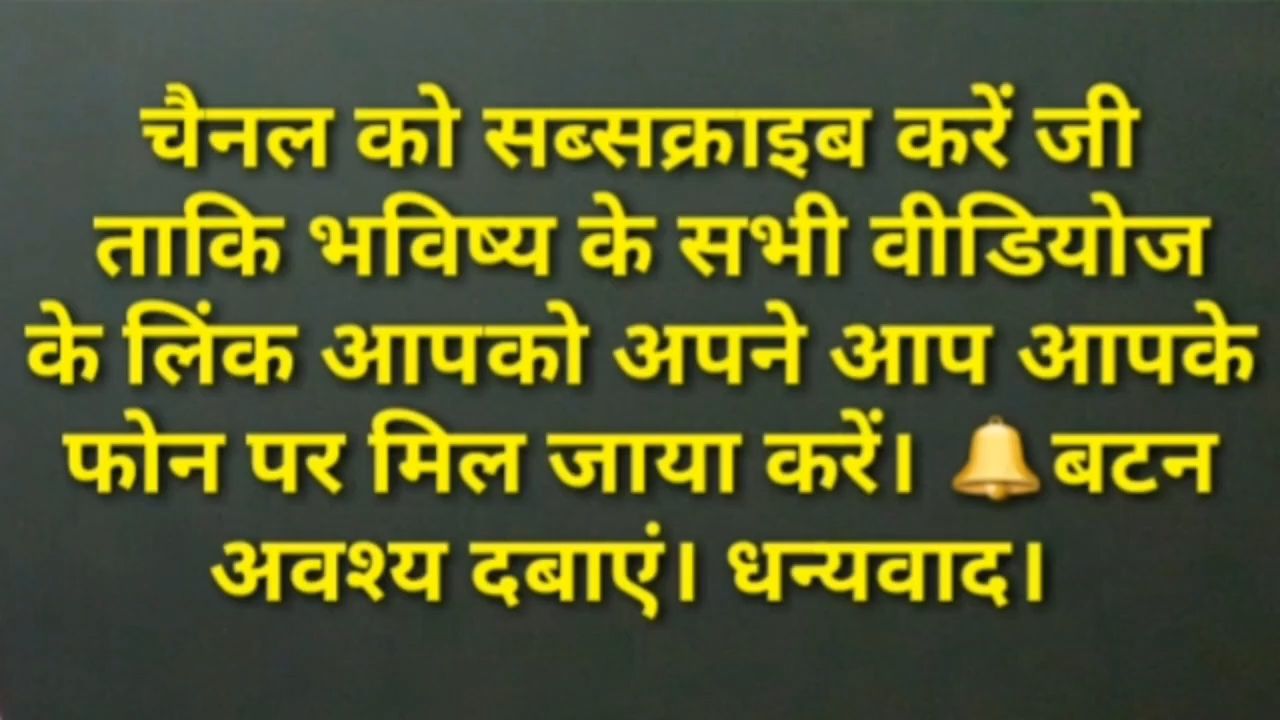 चैनल को सब्सक्राइब करें जी
ताकि भविष्य के सभी वीडियोज
के लिंक आपको अपने आप आपके
फोन पर मिल जाया करें। 🔔बटन
अवश्य दबाएं। धन्यवाद।